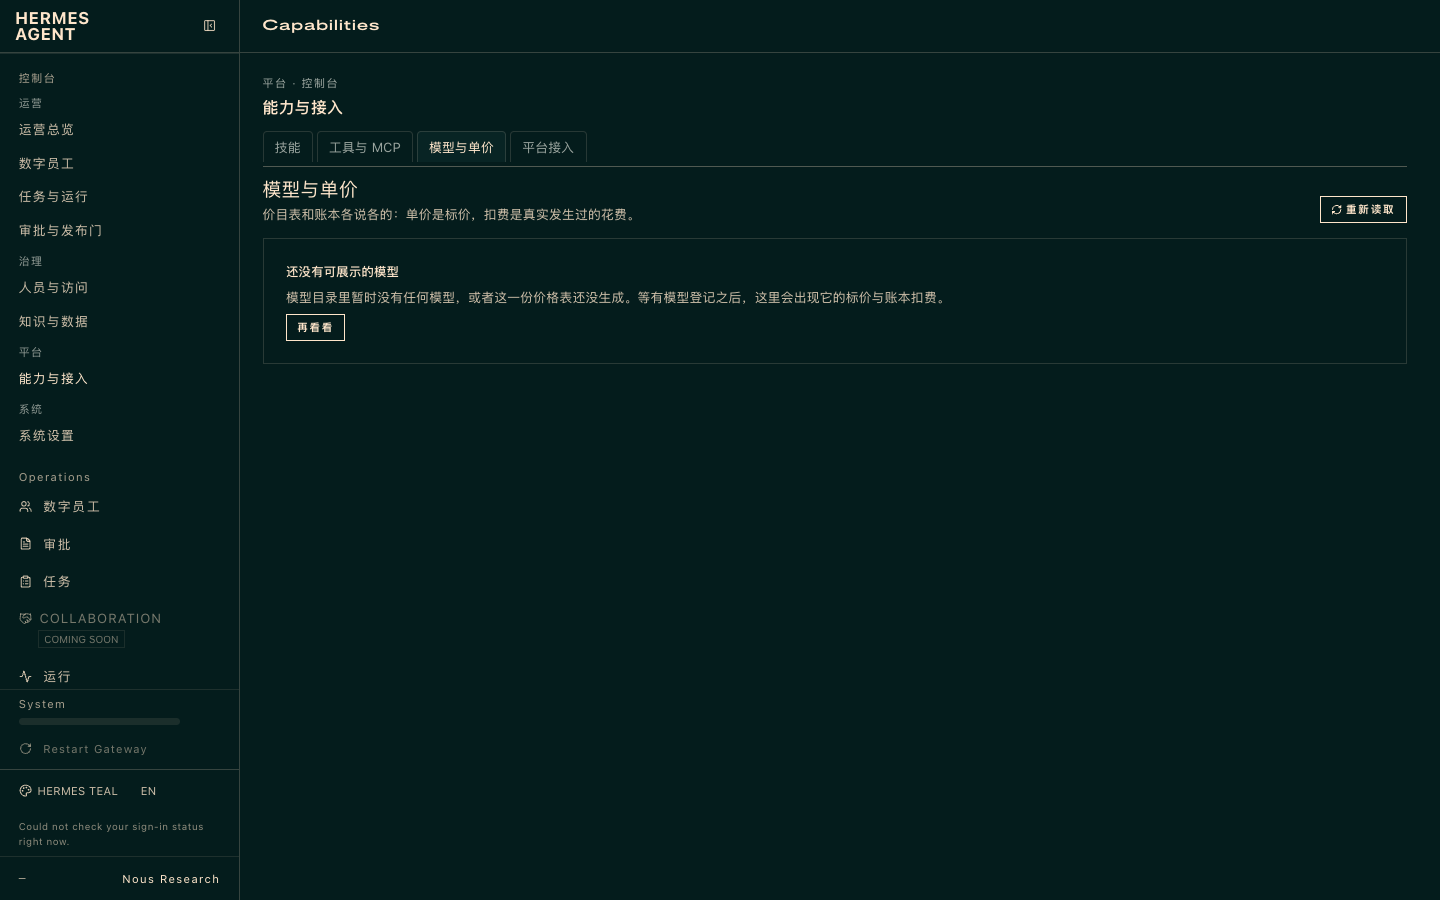 HERMES
AGENT
控制台
运营
运营总览
数字员工
任务与运行
审批与发布门
治理
人员与访问
知识与数据
平台
能力与接入
系统
系统设置
Operations
数字员工
审批
任务
COLLABORATION
COMING SOON
运行
System
Restart Gateway
HERMES TEAL EN
Could not check your sign-in status
right now.
— Nous Research
Capabilities
平台 · 控制台
能力与接入
技能 工具与 MCP 模型与单价 平台接入
模型与单价
价目表和账本各说各的：单价是标价，扣费是真实发生过的花费。
重新读取
还没有可展示的模型
模型目录里暂时没有任何模型，或者这一份价格表还没生成。等有模型登记之后，这里会出现它的标价与账本扣费。
再看看